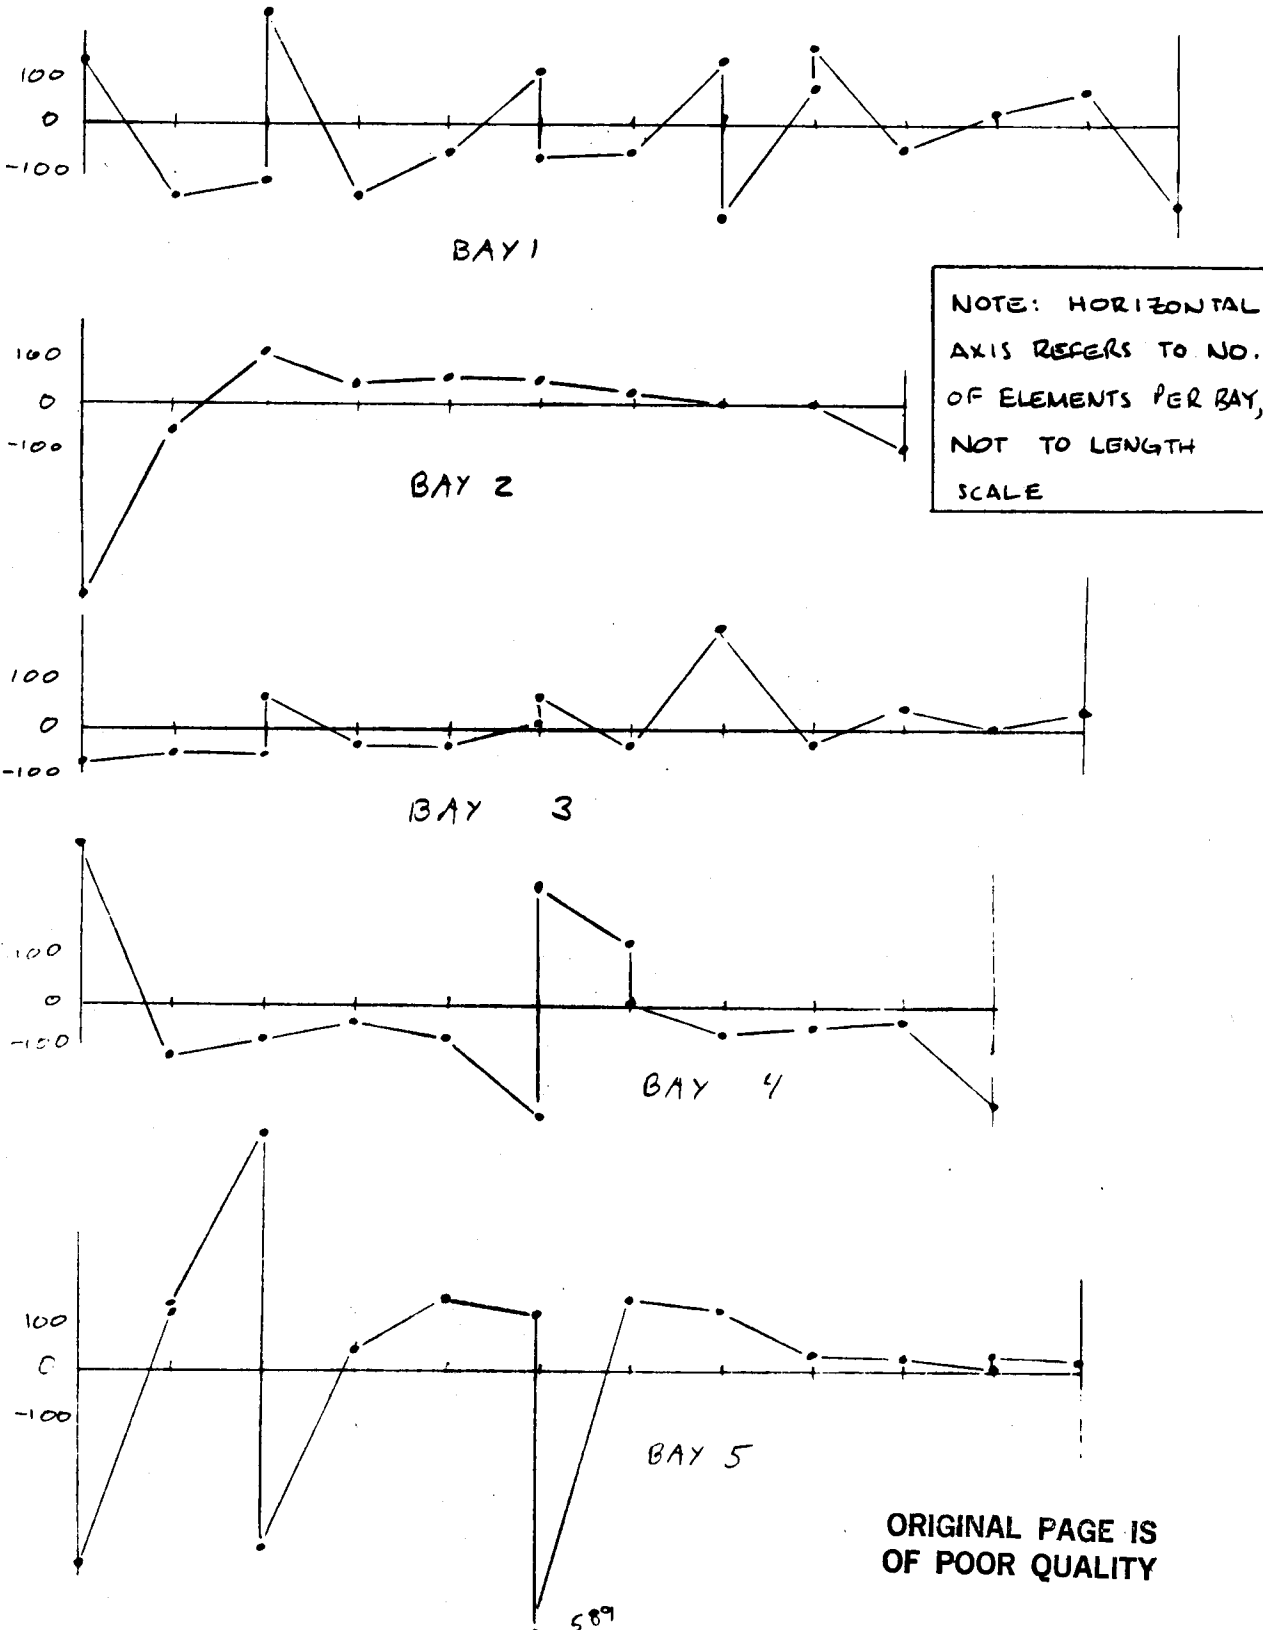 100
0
-100
BAY 1
NOTE: HORIZONTAL
AXIS REFERS TO NO.
OF ELEMENTS PER BAY,
NOT TO LENGTH
SCALE
100
0
-100
BAY 2
100
0
-100
BAY 3
100
0
-100
BAY 4
100
0
-100
BAY 5
589
ORIGINAL PAGE IS
OF POOR QUALITY